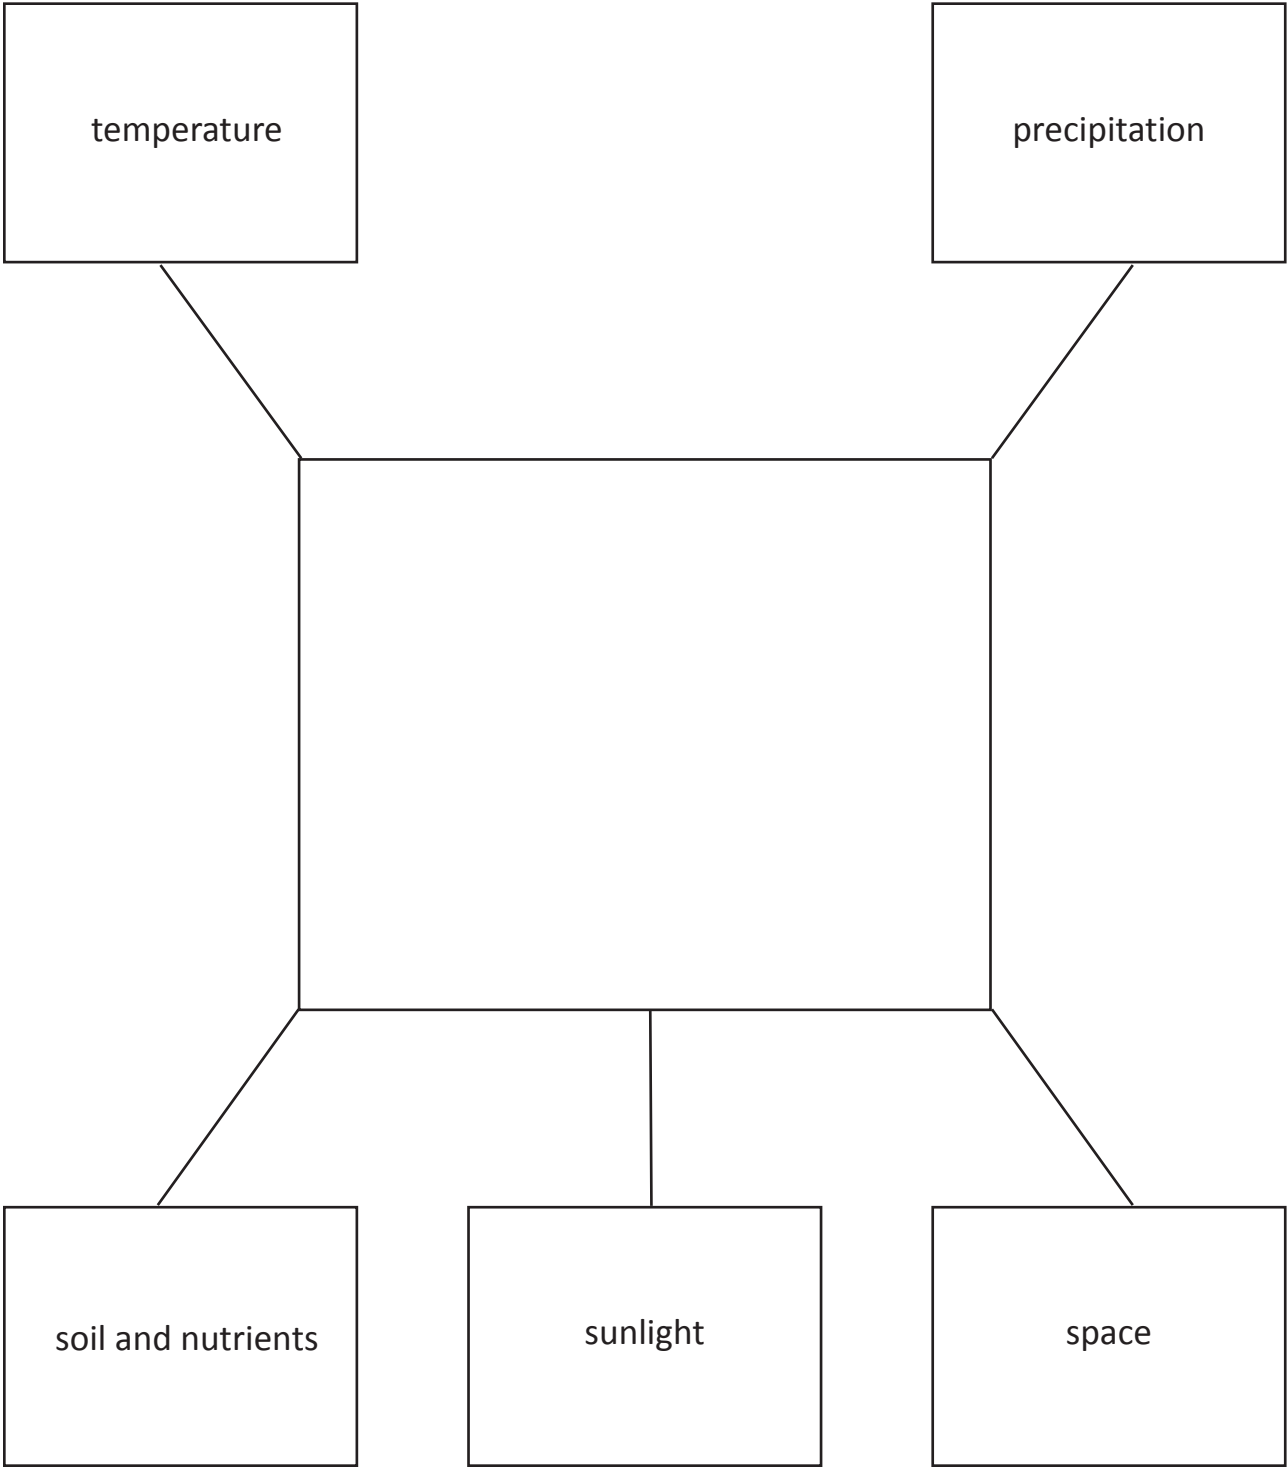 temperature
precipitation
soil and nutrients
sunlight
space